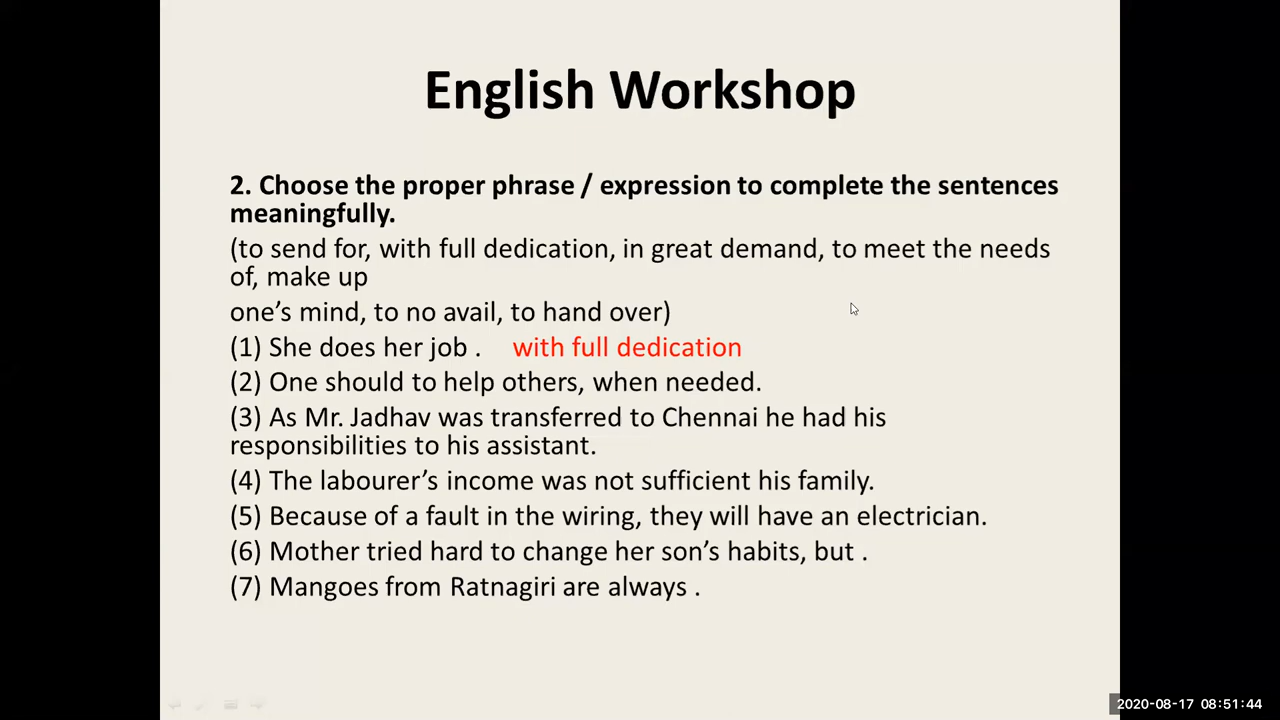 English Workshop
2. Choose the proper phrase / expression to complete the sentences
meaningfully.
(to send for, with full dedication, in great demand, to meet the needs
of, make up
one’s mind, to no avail, to hand over)
(1) She does her job . with full dedication
(2) One should to help others, when needed.
(3) As Mr. Jadhav was transferred to Chennai he had his
responsibilities to his assistant.
(4) The labourer’s income was not sufficient his family.
(5) Because of a fault in the wiring, they will have an electrician.
(6) Mother tried hard to change her son’s habits, but .
(7) Mangoes from Ratnagiri are always .
2020-08-17 08:51:44